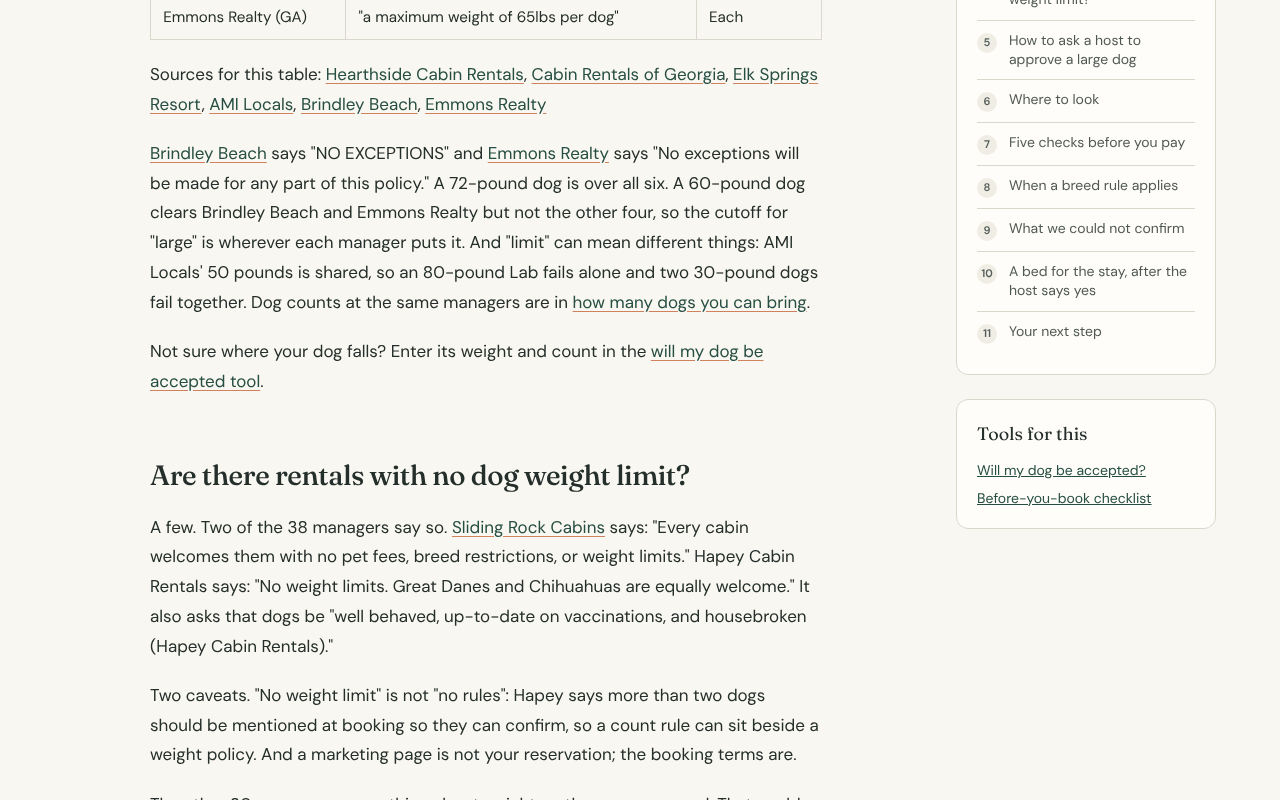 Emmons Realty (GA) "a maximum weight of 65lbs per dog" Each
Sources for this table: Hearthside Cabin Rentals, Cabin Rentals of Georgia, Elk Springs
Resort, AMI Locals, Brindley Beach, Emmons Realty
Brindley Beach says "NO EXCEPTIONS" and Emmons Realty says "No exceptions will
be made for any part of this policy." A 72-pound dog is over all six. A 60-pound dog
clears Brindley Beach and Emmons Realty but not the other four, so the cutoff for
"large" is wherever each manager puts it. And "limit" can mean different things: AMI
Locals' 50 pounds is shared, so an 80-pound Lab fails alone and two 30-pound dogs
fail together. Dog counts at the same managers are in how many dogs you can bring.
Not sure where your dog falls? Enter its weight and count in the will my dog be
accepted tool.
Are there rentals with no dog weight limit?
A few. Two of the 38 managers say so. Sliding Rock Cabins says: "Every cabin
welcomes them with no pet fees, breed restrictions, or weight limits." Hapey Cabin
Rentals says: "No weight limits. Great Danes and Chihuahuas are equally welcome." It
also asks that dogs be "well behaved, up-to-date on vaccinations, and housebroken
(Hapey Cabin Rentals)."
Two caveats. "No weight limit" is not "no rules": Hapey says more than two dogs
should be mentioned at booking so they can confirm, so a count rule can sit beside a
weight policy. And a marketing page is not your reservation; the booking terms are.
5 How to ask a host to
approve a large dog
6 Where to look
7 Five checks before you pay
8 When a breed rule applies
9 What we could not confirm
10 A bed for the stay, after the
host says yes
11 Your next step
Tools for this
Will my dog be accepted?
Before-you-book checklist